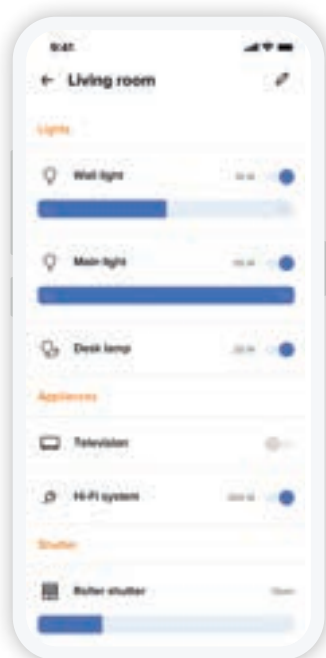 9:41
← Living room
Lights
Wall light
Main light
Desk lamp
Appliances
Television
Hi-Fi system
Shutter
Roller shutter